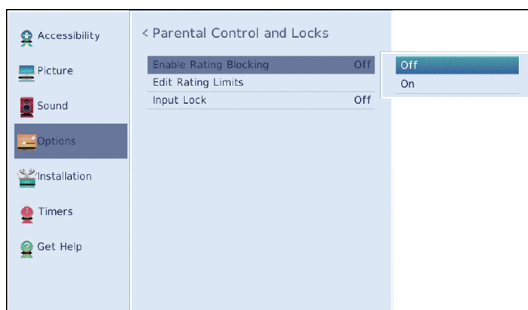 Accessibility
Picture
Sound
Options
Installation
Timers
Get Help
< Parental Control and Locks
Enable Rating Blocking Off
Edit Rating Limits
Input Lock Off
Off
On